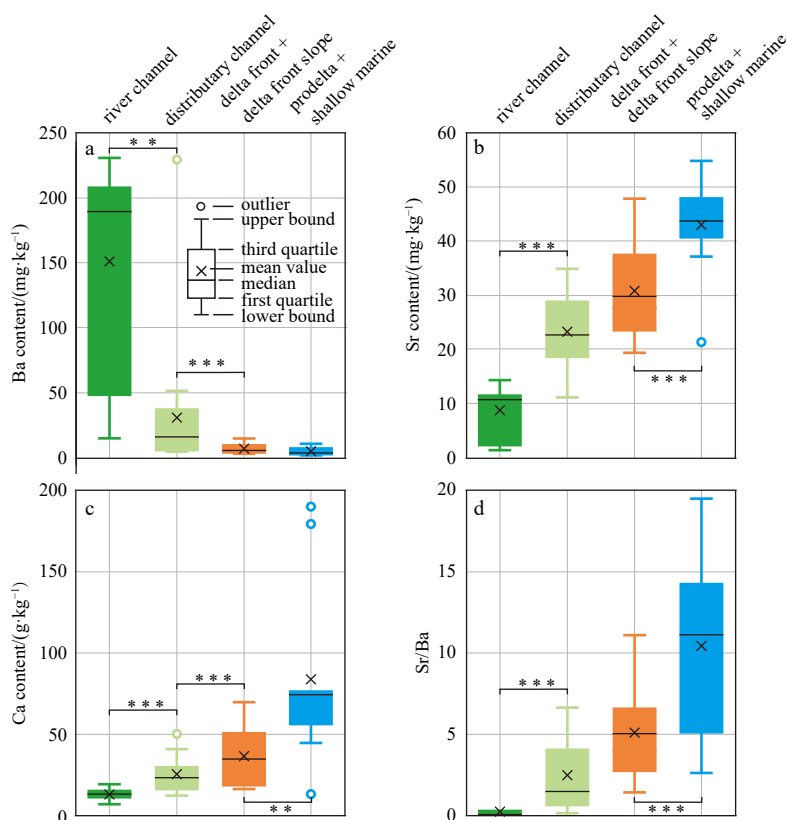 river channel
distributary channel
delta front +
delta front slope
prodelta +
shallow marine
river channel
distributary channel
delta front +
delta front slope
prodelta +
shallow marine
a
Ba content/(mg·kg⁻¹)
250
200
150
100
50
0
* *
* * *
outlier
upper bound
third quartile
mean value
median
first quartile
lower bound
b
Sr content/(mg·kg⁻¹)
60
50
40
30
20
10
0
* * *
* * *
c
Ca content/(g·kg⁻¹)
200
150
100
50
0
* * *
* * *
* *
d
Sr/Ba
20
15
10
5
0
* * *
* * *